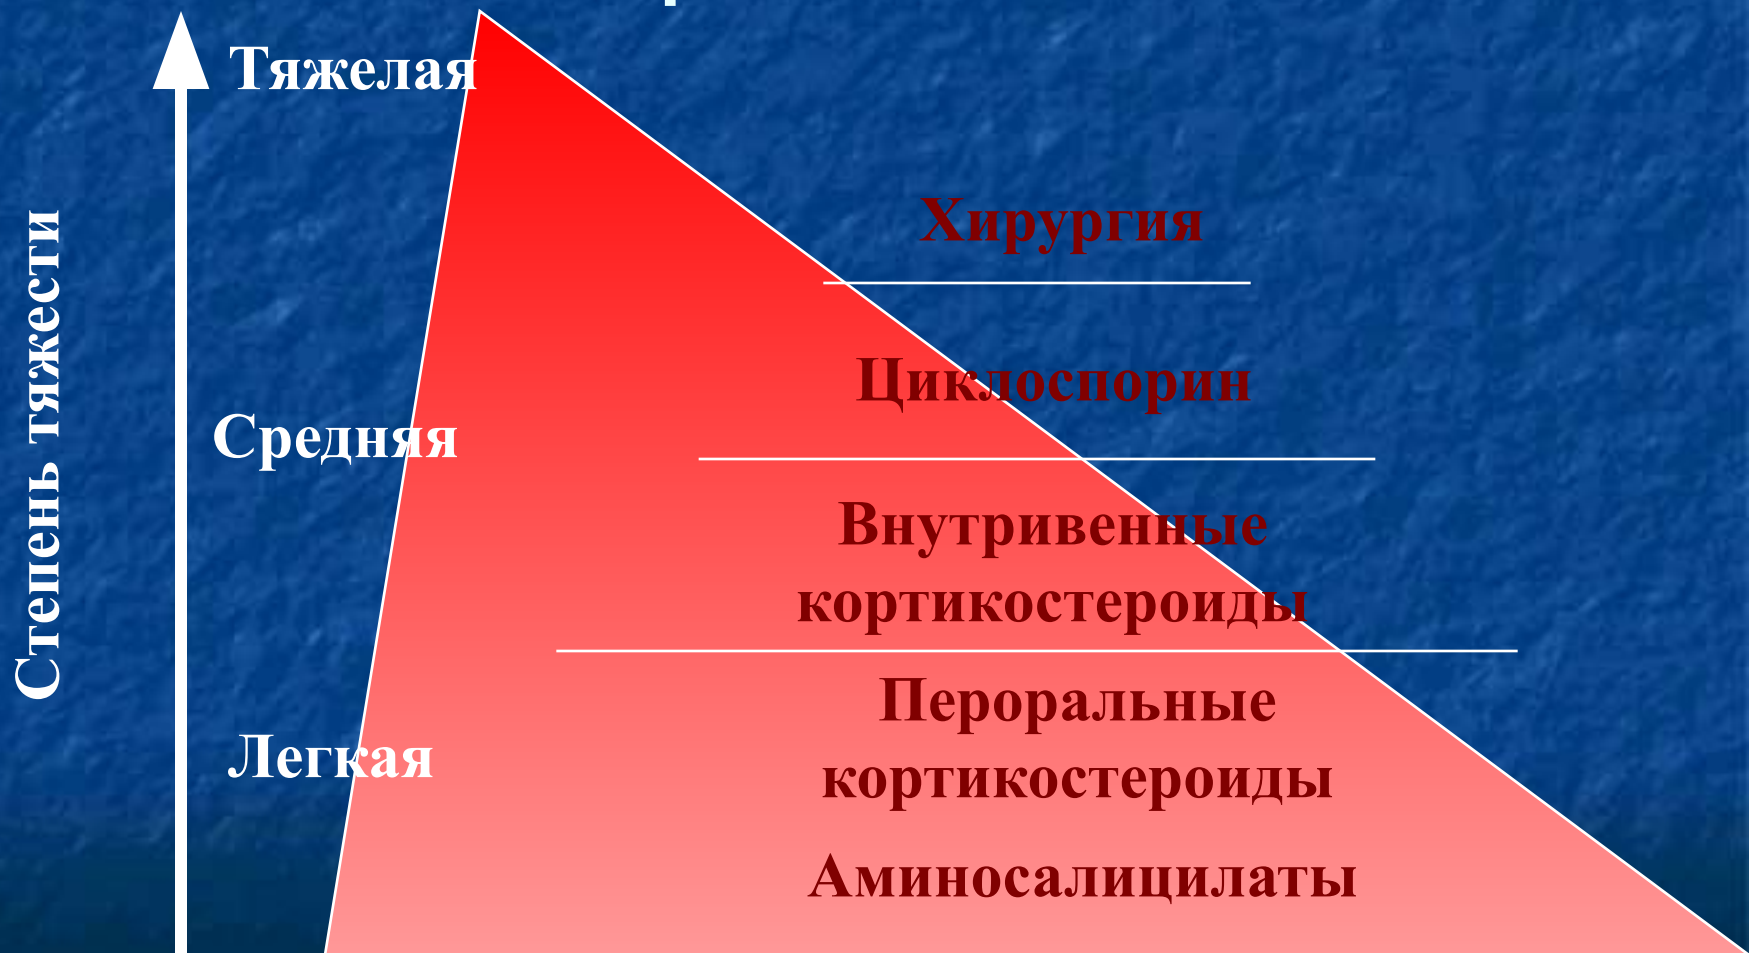 Тяжелая
Хирургия
Степень тяжести
Циклоспорин
Средняя
Внутривенные
кортикостероиды
Пероральные
Легкая
кортикостероиды
Аминосалицилаты